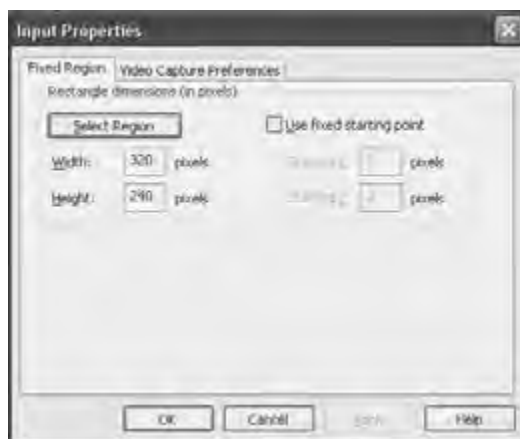 Input Properties
Fixed Region Video Capture Preferences
Rectangle dimensions (in pixels)
Select Region Use fixed starting point
Width: 320 pixels pixels
Height: 240 pixels pixels
OK Cancel Apply Help